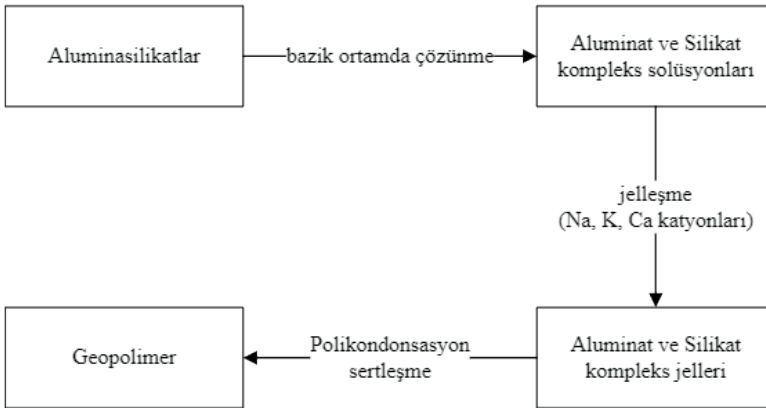 Aluminasilikatlar
bazik ortamda çözünme
Aluminat ve Silikat
kompleks solüsyonları
jelleşme
(Na, K, Ca katyonları)
Aluminat ve Silikat
kompleks jelleri
Polikondonsasyon
sertleşme
Geopolimer